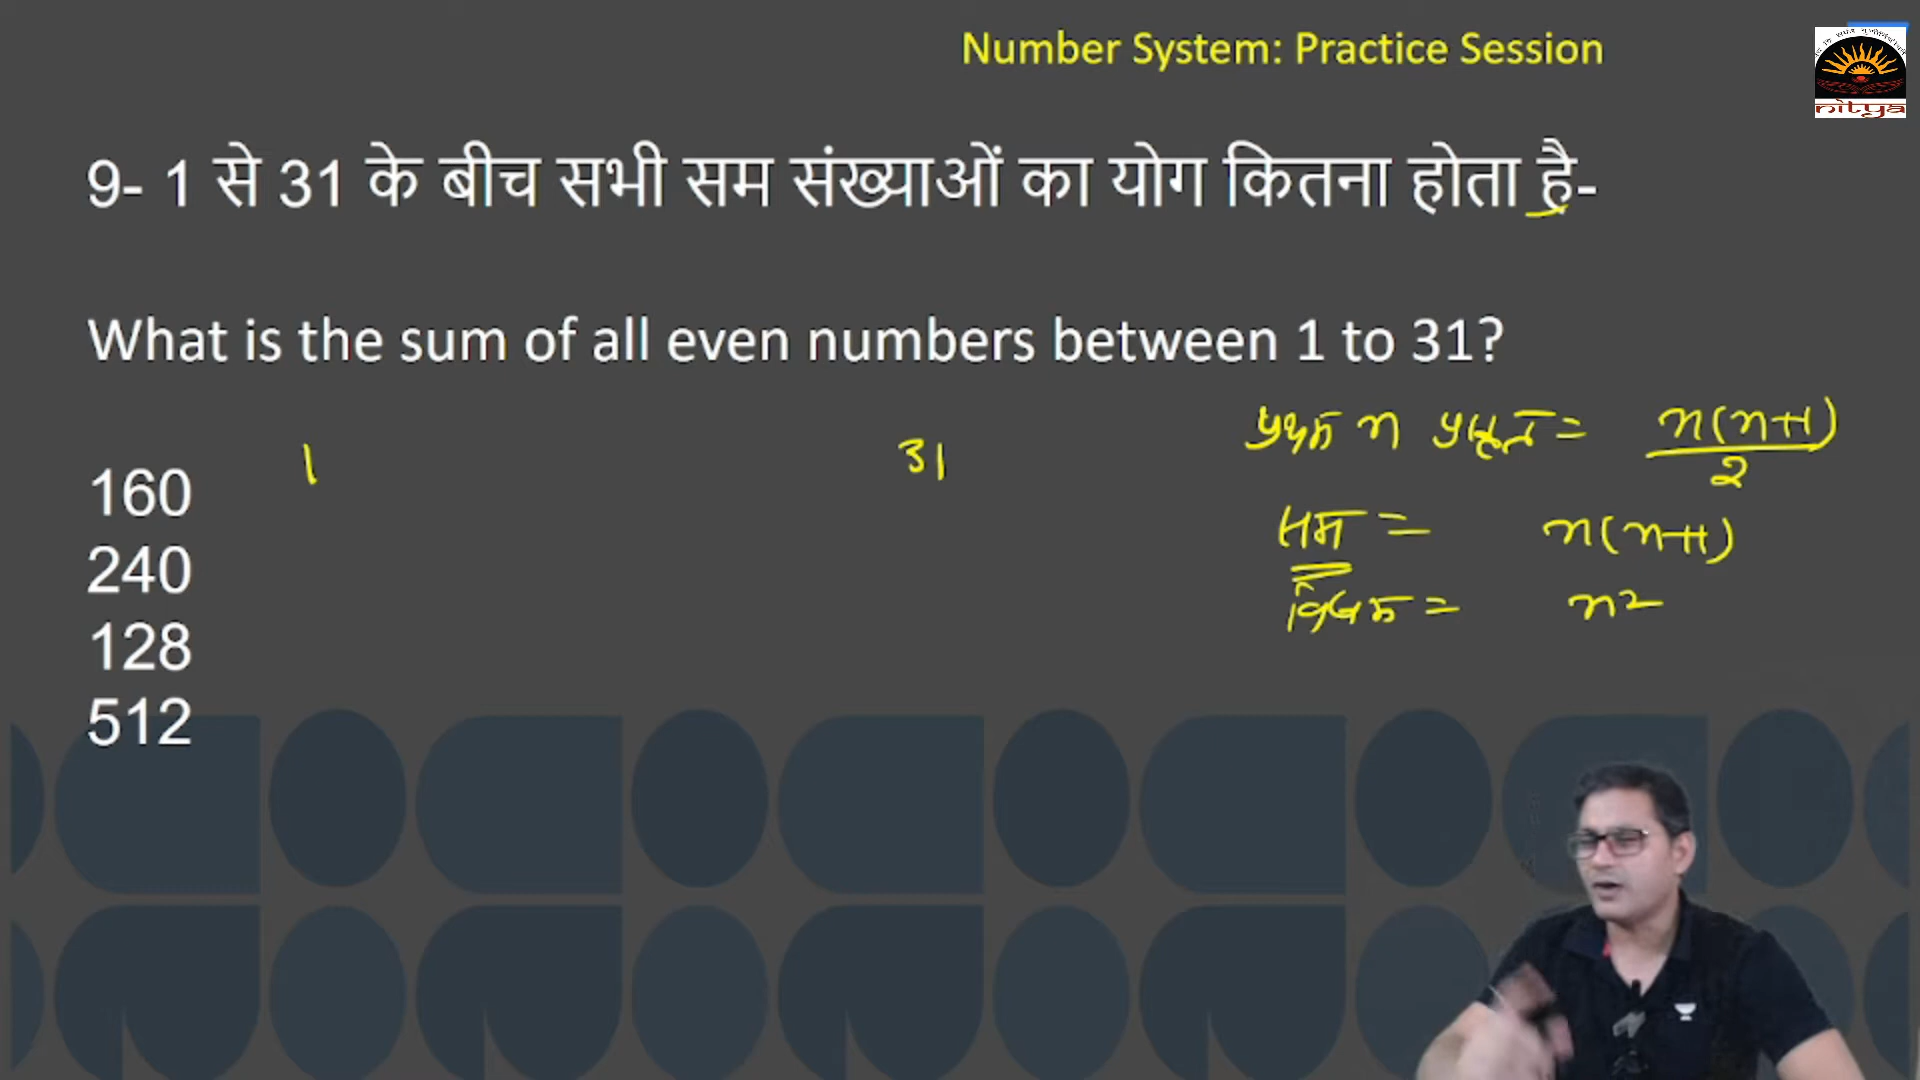 Number System: Practice Session
nitya
9- 1 से 31 के बीच सभी सम संख्याओं का योग कितना होता है-
What is the sum of all even numbers between 1 to 31?
160
240
128
512
1 31
प्रथम n प्राकृत = n(n+1)/2
सम = n(n+1)
विषम = n2